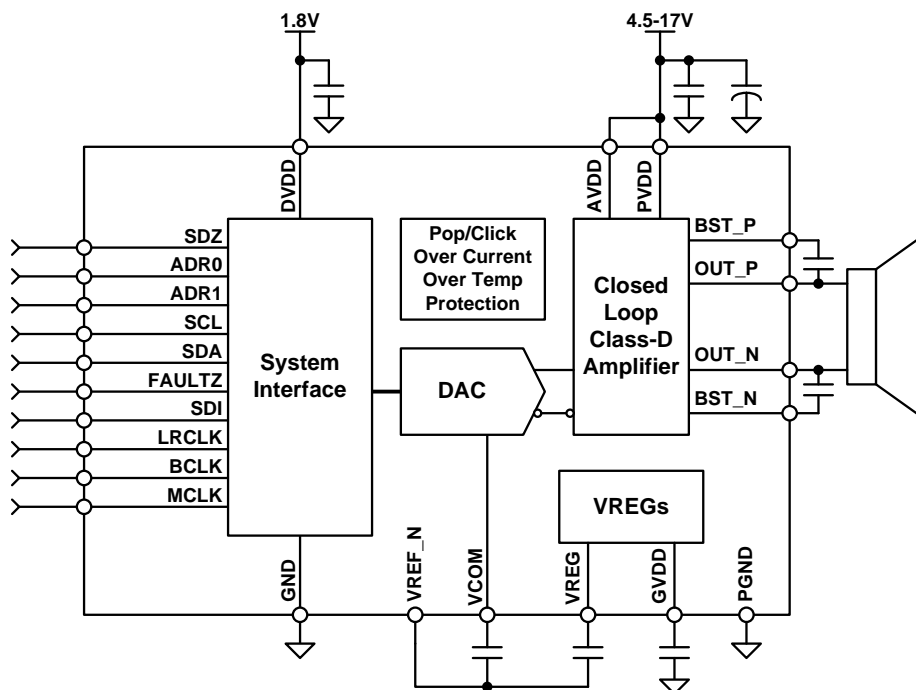 1.8V
4.5-17V
DVDD
AVDD
PVDD
SDZ
ADR0
ADR1
SCL
SDA
FAULTZ
SDI
LRCLK
BCLK
MCLK
System
Interface
Pop/Click
Over Current
Over Temp
Protection
DAC
Closed
Loop
Class-D
Amplifier
BST_P
OUT_P
OUT_N
BST_N
VREGs
GND
VREF_N
VCOM
VREG
GVDD
PGND